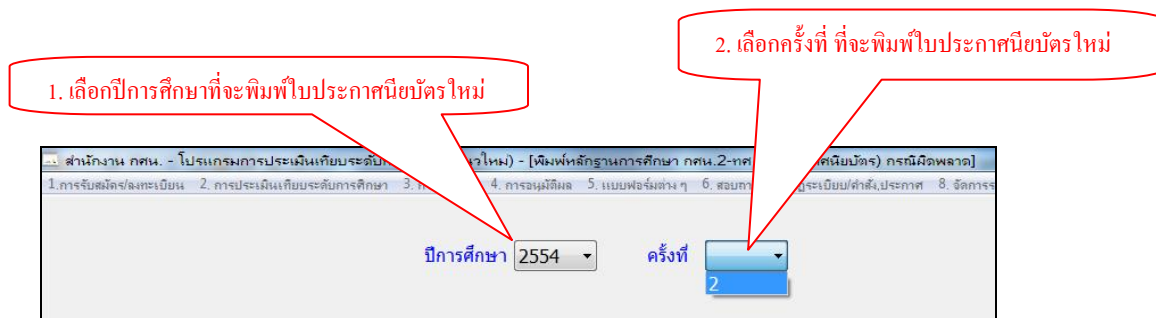 2. เลือกครั้งที่ ที่จะพิมพ์ใบประกาศนียบัตรใหม่
1. เลือกปีการศึกษาที่จะพิมพ์ใบประกาศนียบัตรใหม่
สำนักงาน กศน. - โปรแกรมการประเมินเทียบระดับ วใหม่) - [พิมพ์หลักฐานการศึกษา กศน.2-ทศ ศนียบัตร) กรณีผิดพลาด]
1.การรับสมัคร/ลงทะเบียน 2. การประเมินเทียบระดับการศึกษา 3. 4. การอนุมัติผล 5. แบบฟอร์มต่าง ๆ 6. สอบถา ฎระเบียบ/คำสั่ง,ประกาศ 8. จัดการร
ปีการศึกษา 2554 ครั้งที่
2